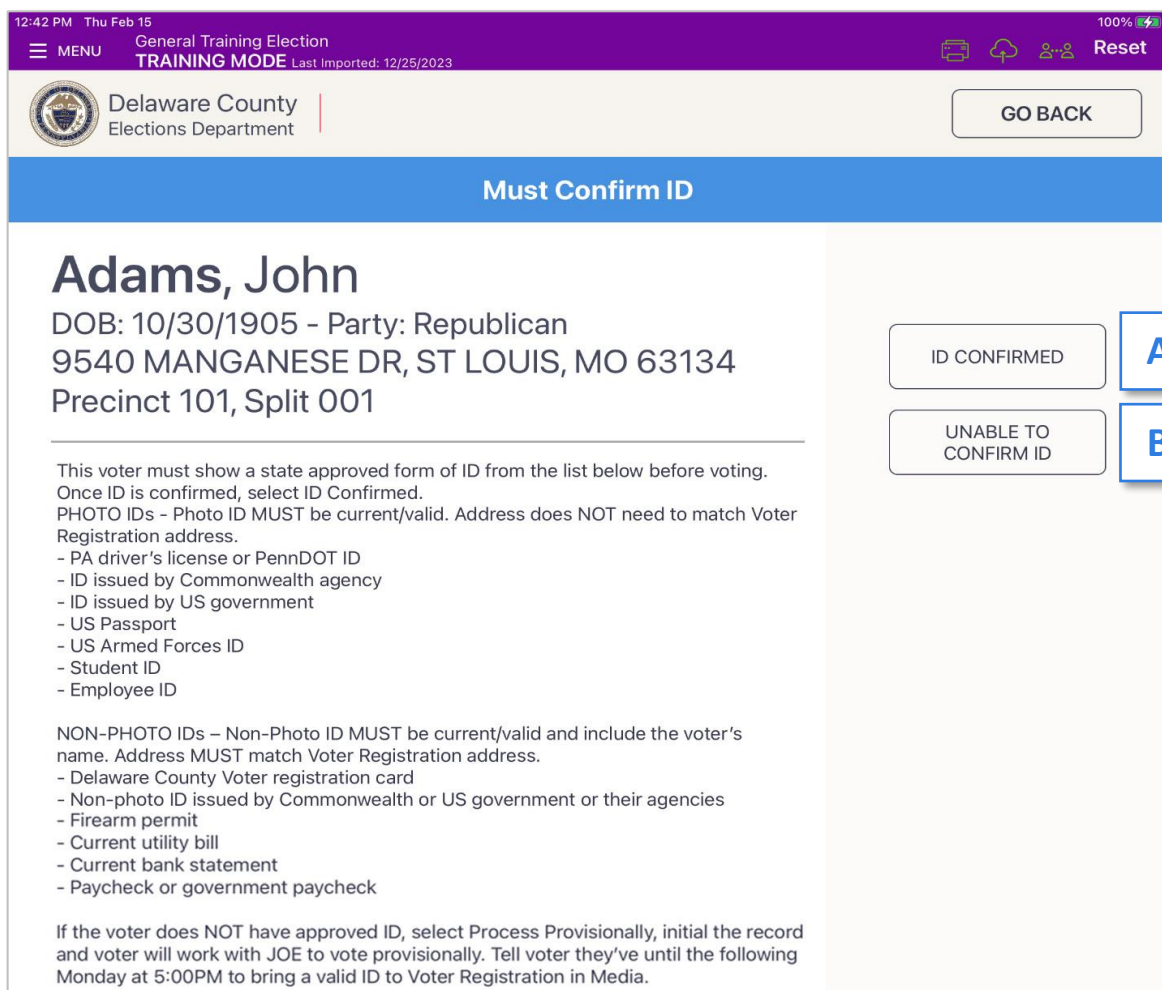 12:42 PM Thu Feb 15
100%
MENU
General Training Election
TRAINING MODE Last Imported: 12/25/2023
Reset
Delaware County
Elections Department
GO BACK
Must Confirm ID
Adams, John
DOB: 10/30/1905 - Party: Republican
9540 MANGANESE DR, ST LOUIS, MO 63134
Precinct 101, Split 001
ID CONFIRMED
A
UNABLE TO
CONFIRM ID
B
This voter must show a state approved form of ID from the list below before voting.
Once ID is confirmed, select ID Confirmed.
PHOTO IDs - Photo ID MUST be current/valid. Address does NOT need to match Voter
Registration address.
- PA driver's license or PennDOT ID
- ID issued by Commonwealth agency
- ID issued by US government
- US Passport
- US Armed Forces ID
- Student ID
- Employee ID
NON-PHOTO IDs – Non-Photo ID MUST be current/valid and include the voter's
name. Address MUST match Voter Registration address.
- Delaware County Voter registration card
- Non-photo ID issued by Commonwealth or US government or their agencies
- Firearm permit
- Current utility bill
- Current bank statement
- Paycheck or government paycheck
If the voter does NOT have approved ID, select Process Provisionally, initial the record
and voter will work with JOE to vote provisionally. Tell voter they've until the following
Monday at 5:00PM to bring a valid ID to Voter Registration in Media.